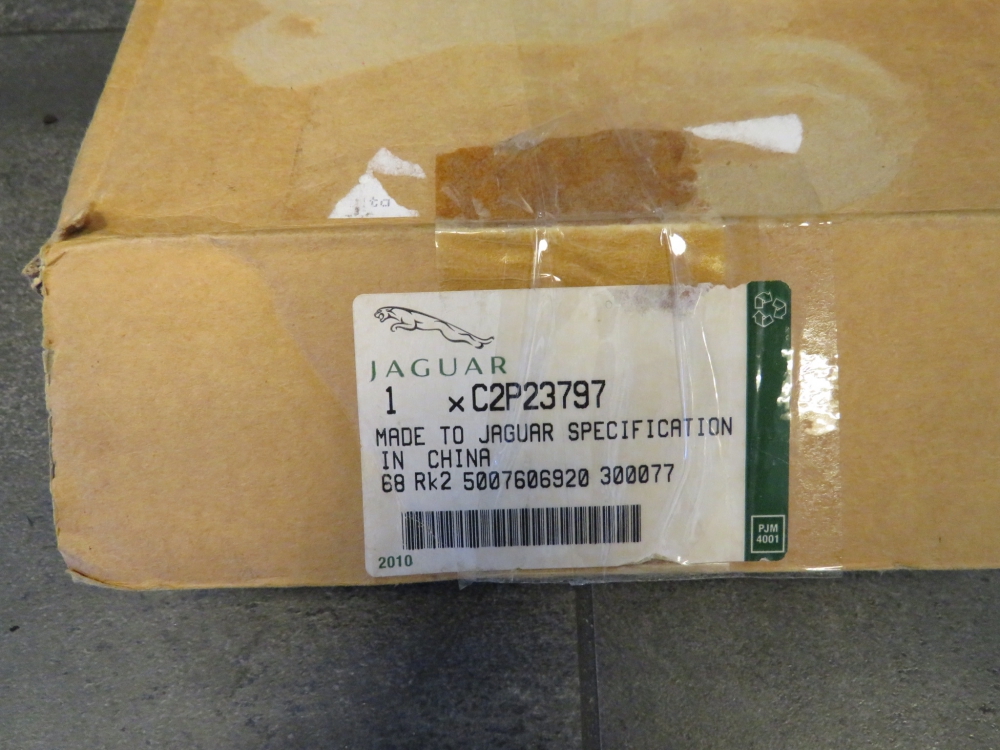 JAGUAR
1 x C2P23797
MADE TO JAGUAR SPECIFICATION
IN CHINA
68 Rk2 5007606920 300077
2010
PJM
4001